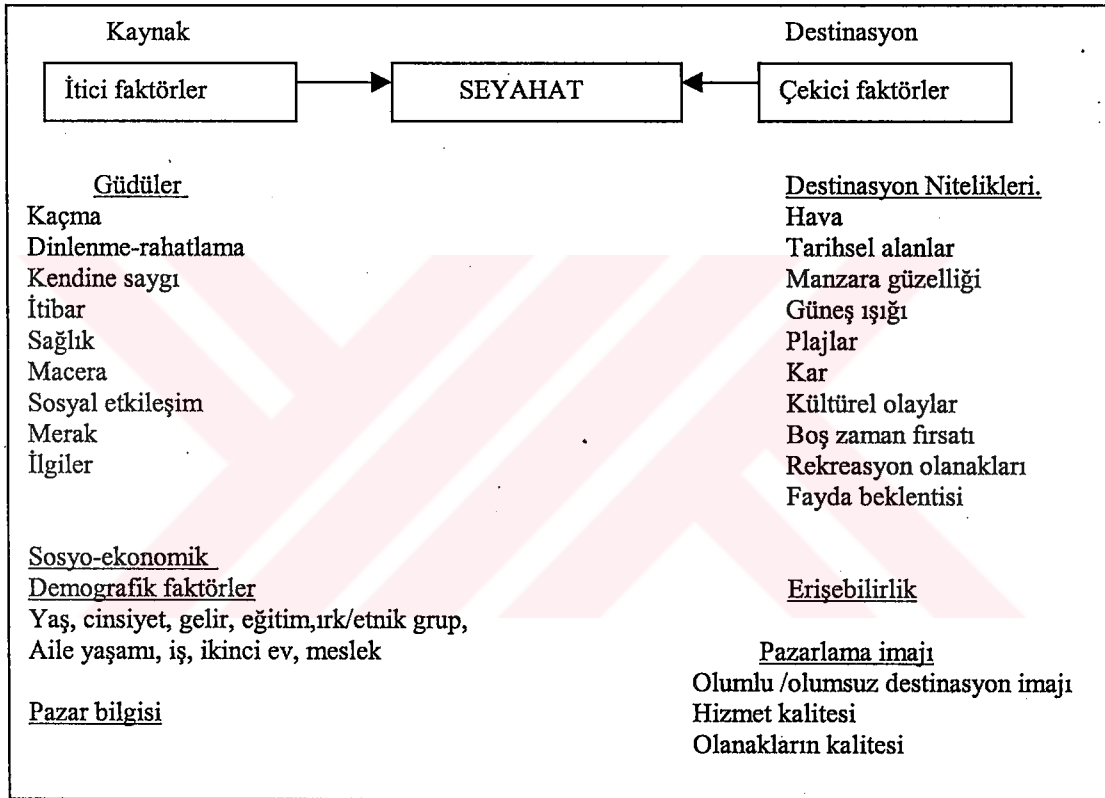 Kaynak
Destinasyon
İtici faktörler
SEYAHAT
Çekici faktörler
Güdüler
Kaçma
Dinlenme-rahatlama
Kendine saygı
İtibar
Sağlık
Macera
Sosyal etkileşim
Merak
İlgiler
Sosyo-ekonomik
Demografik faktörler
Yaş, cinsiyet, gelir, eğitim,ırk/etnik grup,
Aile yaşamı, iş, ikinci ev, meslek
Pazar bilgisi
Destinasyon Nitelikleri.
Hava
Tarihsel alanlar
Manzara güzelliği
Güneş ışığı
Plajlar
Kar
Kültürel olaylar
Boş zaman fırsatı
Rekreasyon olanakları
Fayda beklentisi
Erişebilirlik
Pazarlama imajı
Olumlu /olumsuz destinasyon imajı
Hizmet kalitesi
Olanakların kalitesi